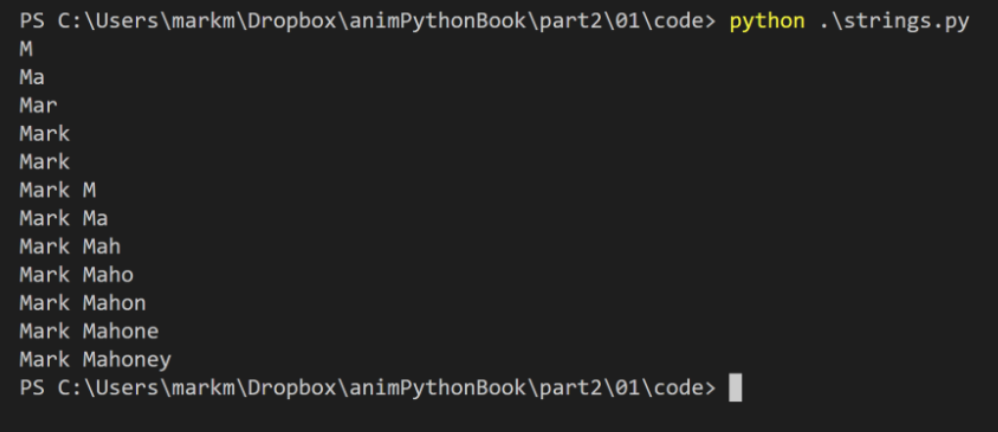 PS C:\Users\markm\Dropbox\animPythonBook\part2\01\code> python .\strings.py
M
Ma
Mar
Mark
Mark
Mark M
Mark Ma
Mark Mah
Mark Maho
Mark Mahon
Mark Mahone
Mark Mahoney
PS C:\Users\markm\Dropbox\animPythonBook\part2\01\code>